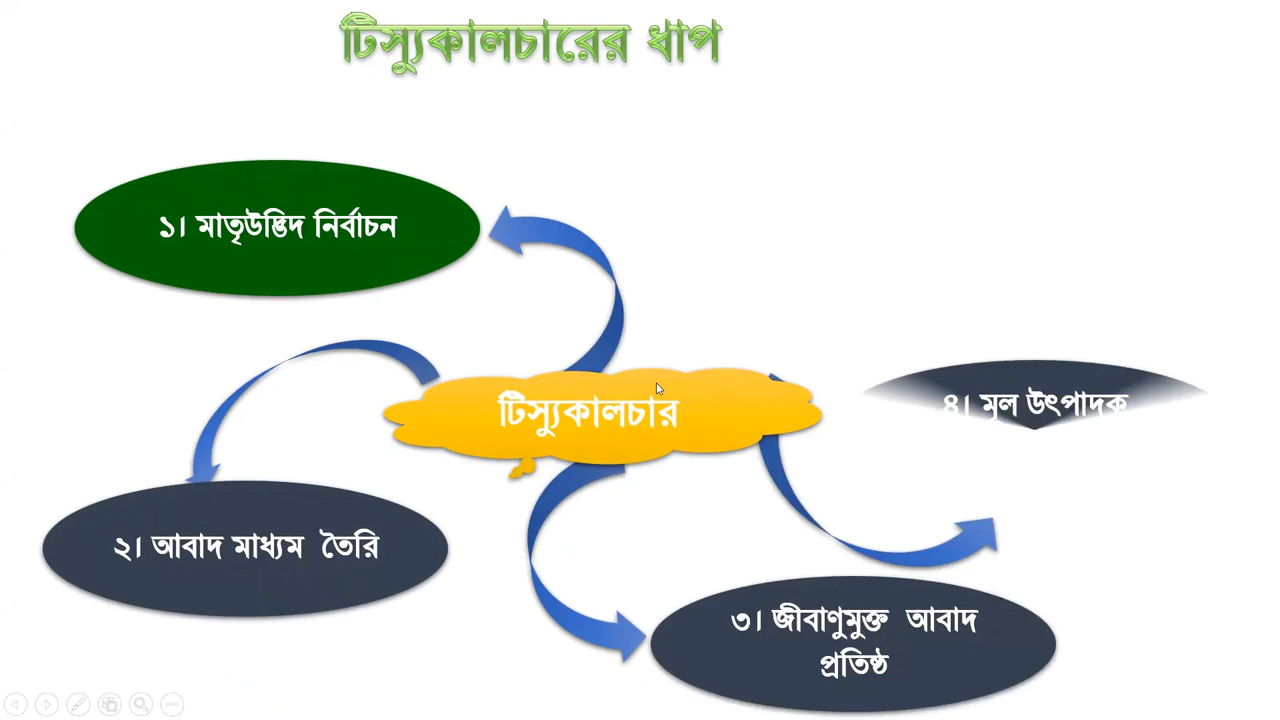 টিস্যুকালচারের ধাপ
১। মাতৃউদ্ভিদ নির্বাচন
টিস্যুকালচার
৪। মূল উৎপাদক
২। আবাদ মাধ্যম তৈরি
৩। জীবাণুমুক্ত আবাদ
প্রতিষ্ঠ